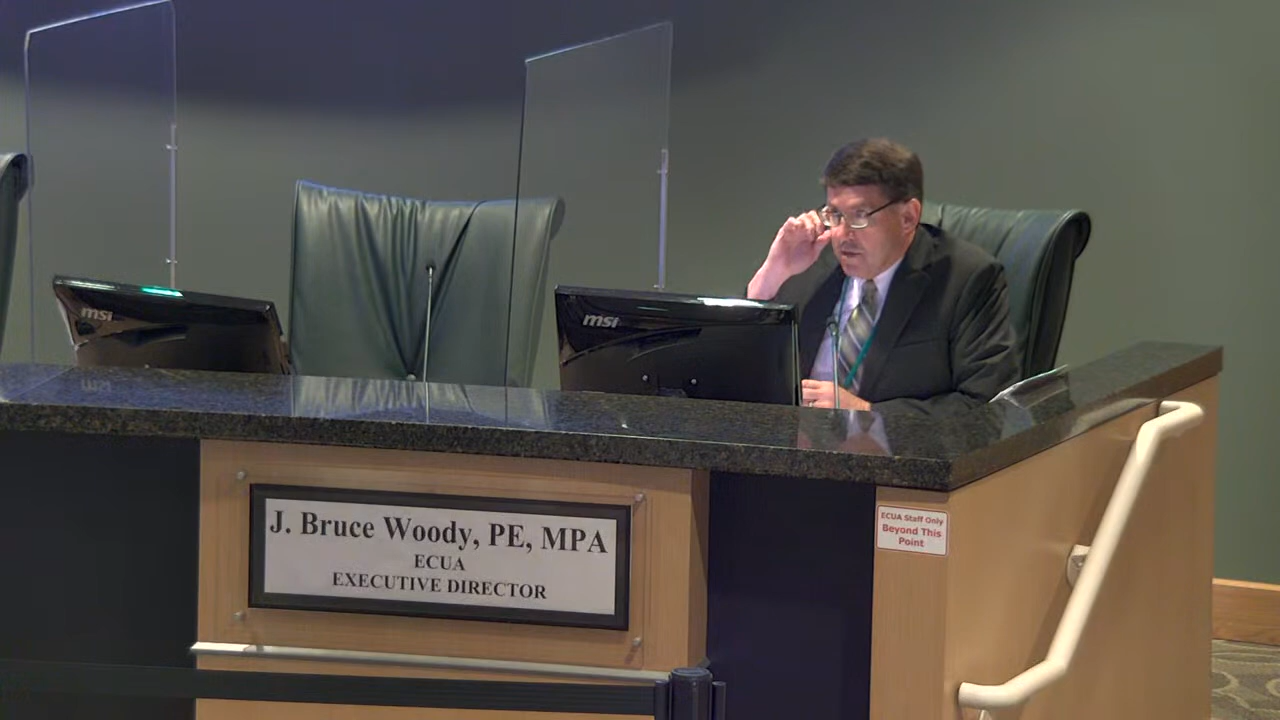 msi
msi
J. Bruce Woody, PE, MPA
ECUA
EXECUTIVE DIRECTOR
ECUA Staff Only
Beyond This
Point